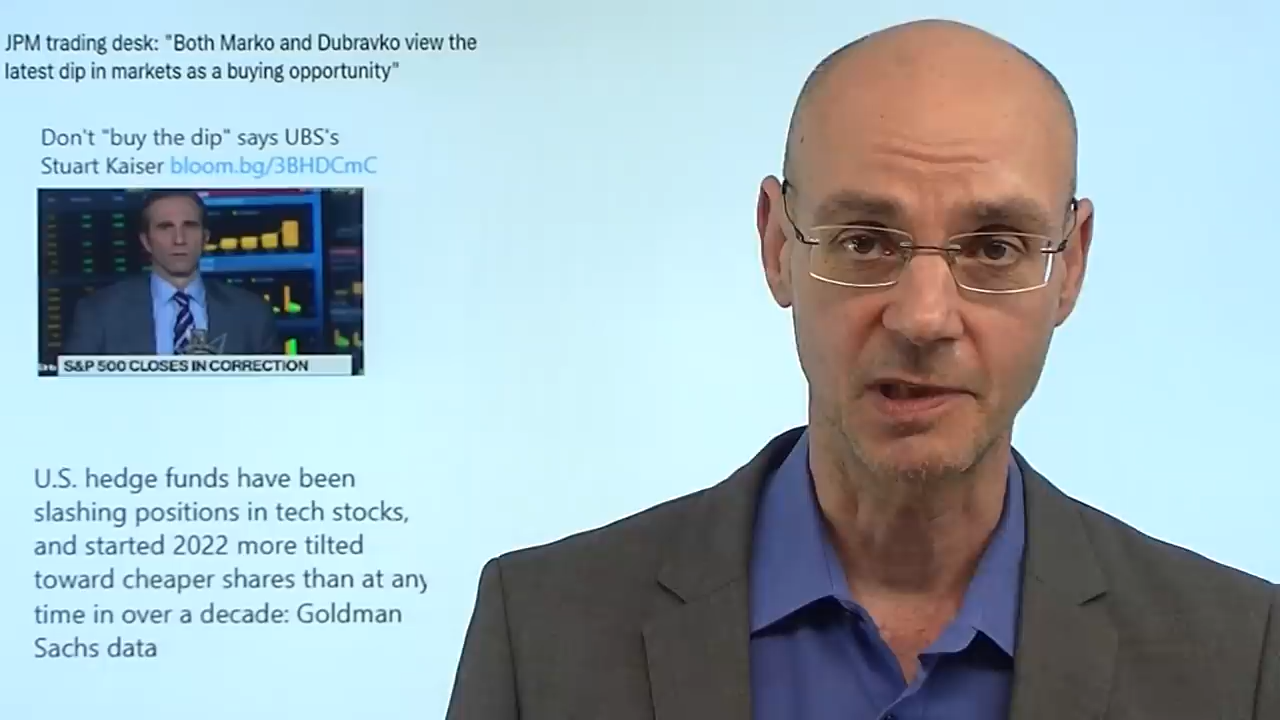 JPM trading desk: "Both Marko and Dubravko view the
latest dip in markets as a buying opportunity"
Don't "buy the dip" says UBS's
Stuart Kaiser bloom.bg/3BHDCmC
S&P 500 CLOSES IN CORRECTION
U.S. hedge funds have been
slashing positions in tech stocks,
and started 2022 more tilted
toward cheaper shares than at any
time in over a decade: Goldman
Sachs data